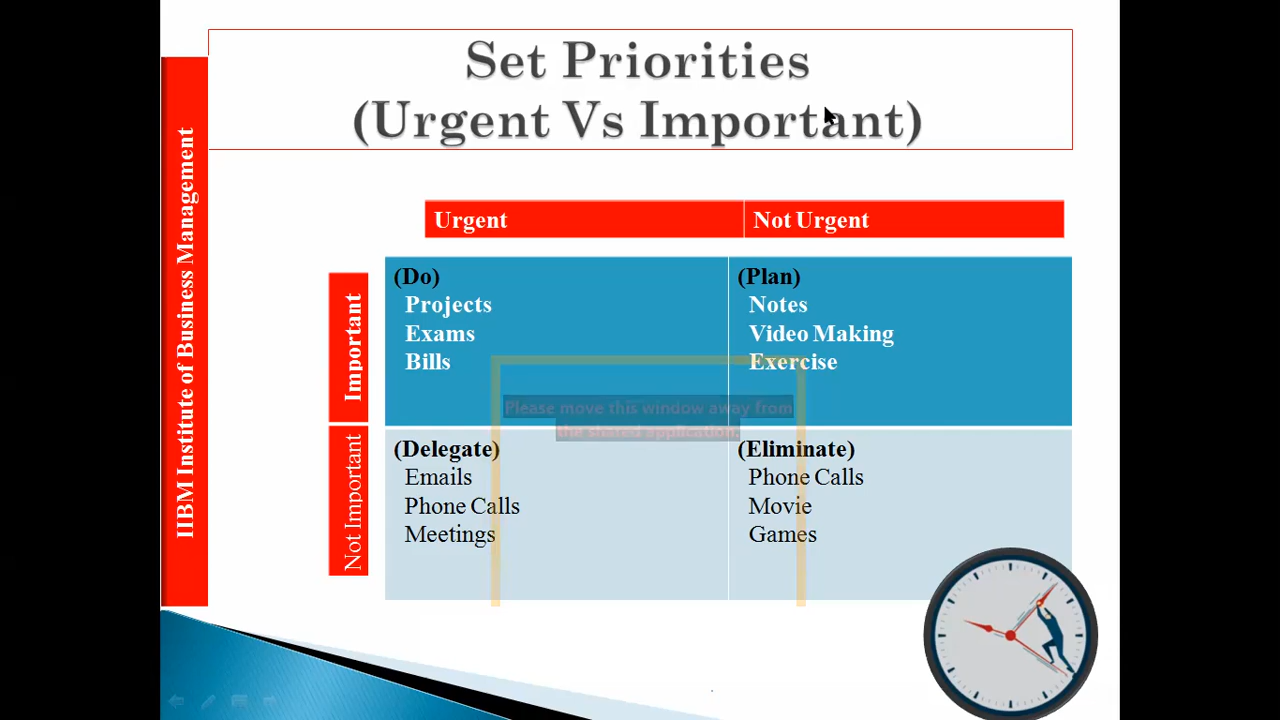 Set Priorities
(Urgent Vs Important)
IIBM Institute of Business Management
Urgent
Not Urgent
Important
(Do)
Projects
Exams
Bills
(Plan)
Notes
Video Making
Exercise
Please move this window away from
the shared application.
Not Important
(Delegate)
Emails
Phone Calls
Meetings
(Eliminate)
Phone Calls
Movie
Games